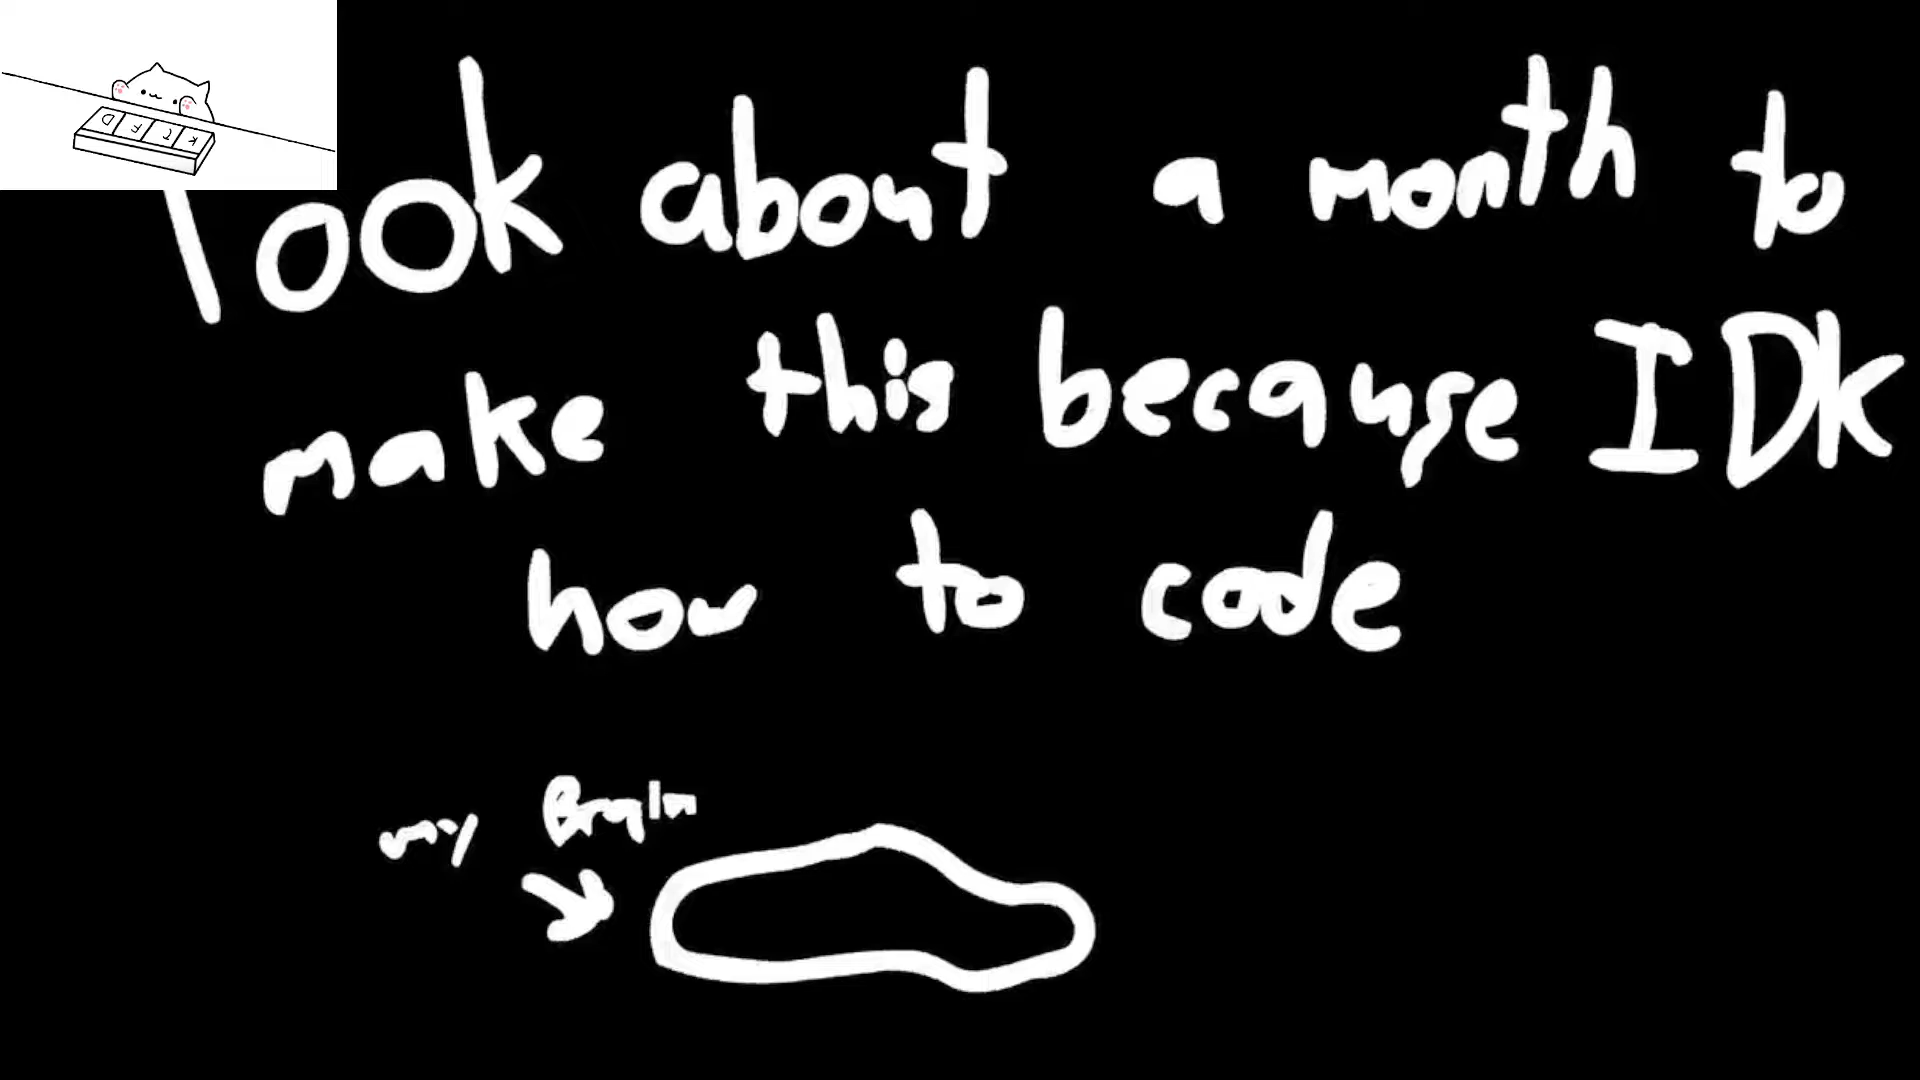 Took about a month to
make this because IDK
how to code
my Brain
D F J K